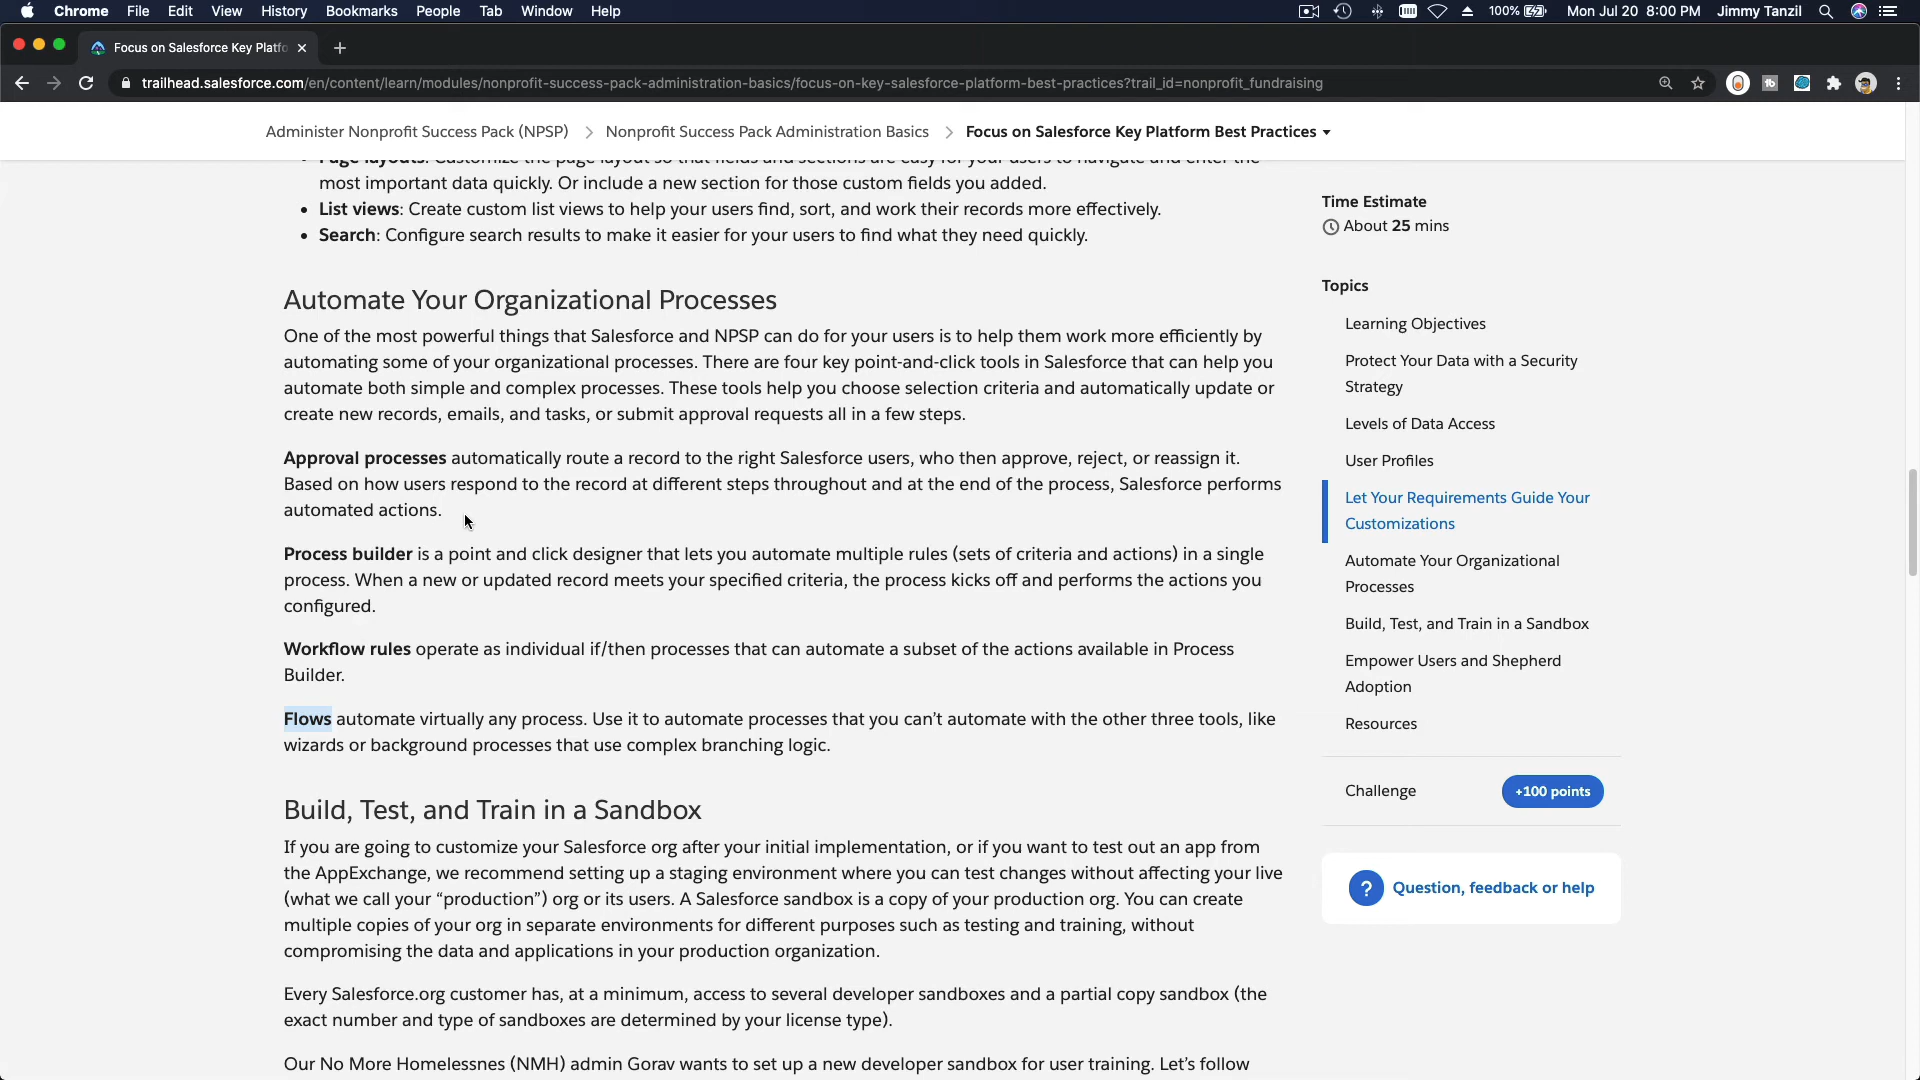 Chrome File Edit View History Bookmarks People Tab Window Help 100% Mon Jul 20 8:00 PM Jimmy Tanzil
Focus on Salesforce Key Platfo
trailhead.salesforce.com/en/content/learn/modules/nonprofit-success-pack-administration-basics/focus-on-key-salesforce-platform-best-practices?trail_id=nonprofit_fundraising
Administer Nonprofit Success Pack (NPSP) Nonprofit Success Pack Administration Basics Focus on Salesforce Key Platform Best Practices
Page layouts: Customize the page layout so that fields and sections are easy for your users to navigate and enter the
most important data quickly. Or include a new section for those custom fields you added.
• List views: Create custom list views to help your users find, sort, and work their records more effectively.
• Search: Configure search results to make it easier for your users to find what they need quickly.
Automate Your Organizational Processes
One of the most powerful things that Salesforce and NPSP can do for your users is to help them work more efficiently by
automating some of your organizational processes. There are four key point-and-click tools in Salesforce that can help you
automate both simple and complex processes. These tools help you choose selection criteria and automatically update or
create new records, emails, and tasks, or submit approval requests all in a few steps.
Approval processes automatically route a record to the right Salesforce users, who then approve, reject, or reassign it.
Based on how users respond to the record at different steps throughout and at the end of the process, Salesforce performs
automated actions.
Process builder is a point and click designer that lets you automate multiple rules (sets of criteria and actions) in a single
process. When a new or updated record meets your specified criteria, the process kicks off and performs the actions you
configured.
Workflow rules operate as individual if/then processes that can automate a subset of the actions available in Process
Builder.
Flows automate virtually any process. Use it to automate processes that you can't automate with the other three tools, like
wizards or background processes that use complex branching logic.
Build, Test, and Train in a Sandbox
If you are going to customize your Salesforce org after your initial implementation, or if you want to test out an app from
the AppExchange, we recommend setting up a staging environment where you can test changes without affecting your live
(what we call your “production”) org or its users. A Salesforce sandbox is a copy of your production org. You can create
multiple copies of your org in separate environments for different purposes such as testing and training, without
compromising the data and applications in your production organization.
Every Salesforce.org customer has, at a minimum, access to several developer sandboxes and a partial copy sandbox (the
exact number and type of sandboxes are determined by your license type).
Our No More Homelessnes (NMH) admin Gorav wants to set up a new developer sandbox for user training. Let's follow
Time Estimate
About 25 mins
Topics
Learning Objectives
Protect Your Data with a Security
Strategy
Levels of Data Access
User Profiles
Let Your Requirements Guide Your
Customizations
Automate Your Organizational
Processes
Build, Test, and Train in a Sandbox
Empower Users and Shepherd
Adoption
Resources
Challenge +100 points
? Question, feedback or help